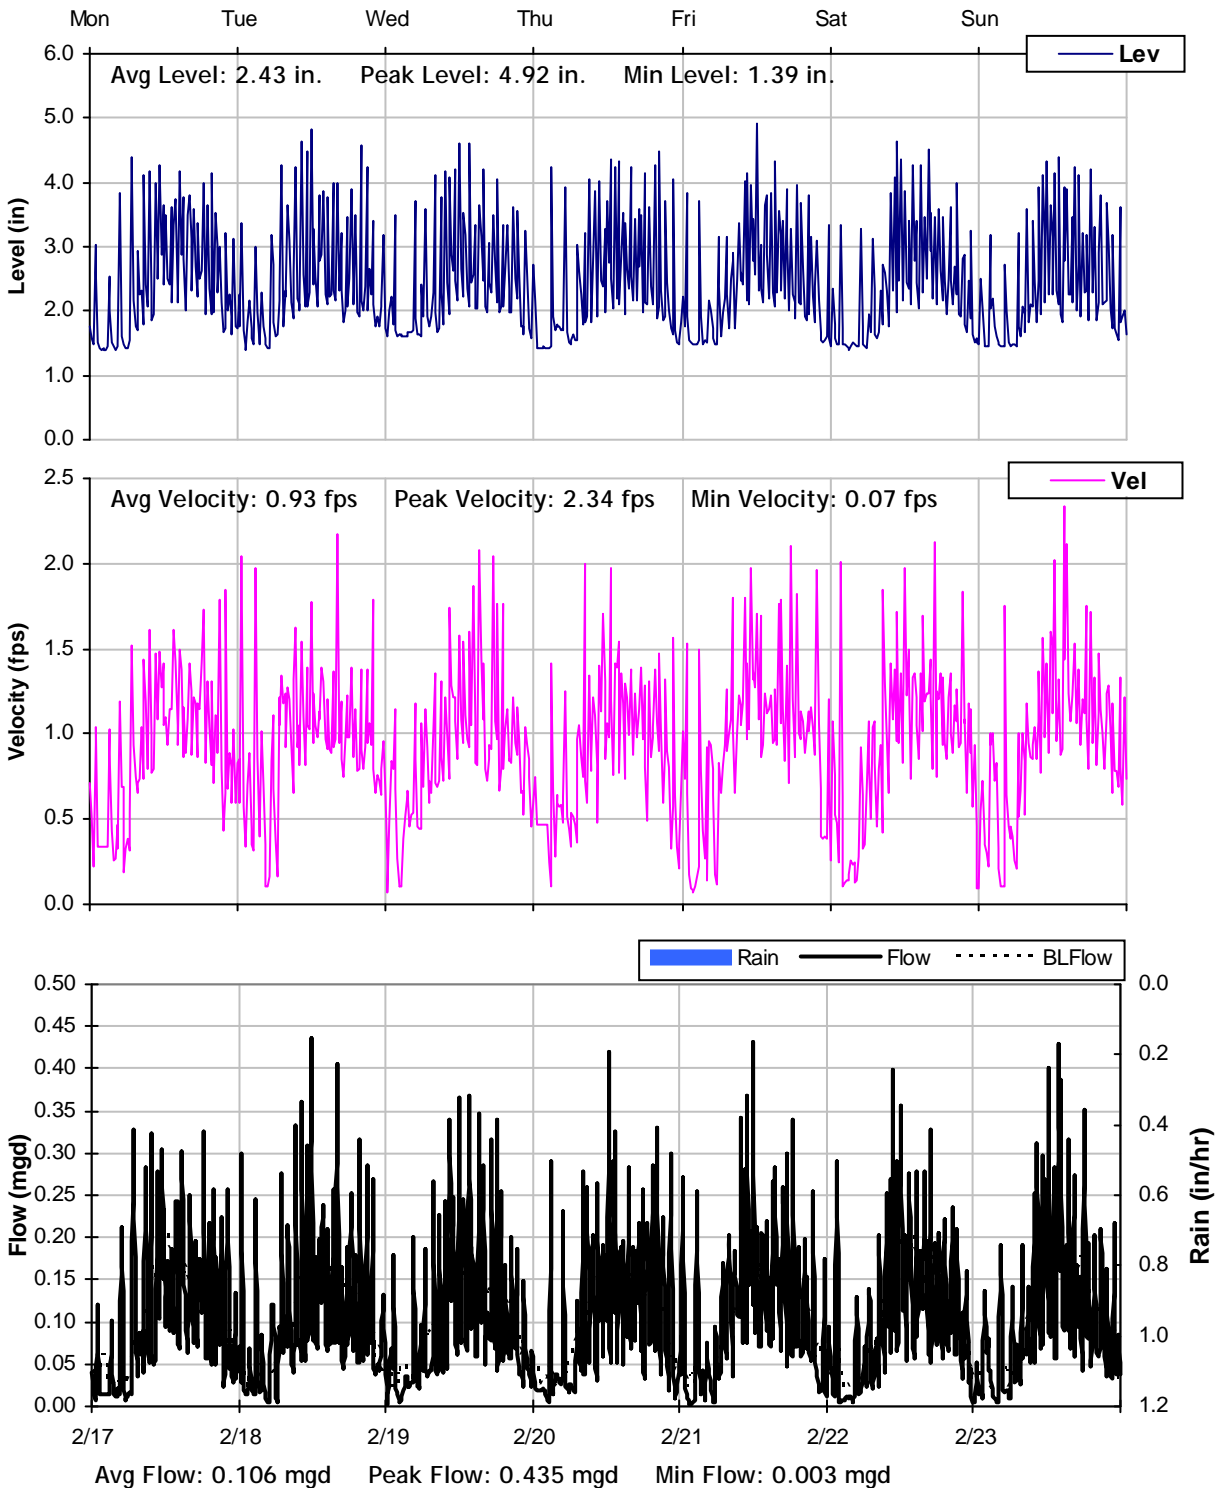 Mon Tue Wed Thu Fri Sat Sun
6.0
Lev
Avg Level: 2.43 in. Peak Level: 4.92 in. Min Level: 1.39 in.
5.0
4.0
3.0
2.0
1.0
0.0
Level (in)
2.5
Vel
Avg Velocity: 0.93 fps Peak Velocity: 2.34 fps Min Velocity: 0.07 fps
2.0
1.5
1.0
0.5
0.0
Velocity (fps)
Rain Flow BLFlow
0.50 0.0
0.45
0.40 0.2
0.35
0.30 0.4
0.25 0.6
0.20
0.15 0.8
0.10 1.0
0.05
0.00 1.2
Flow (mgd)
Rain (in/hr)
2/17 2/18 2/19 2/20 2/21 2/22 2/23
Avg Flow: 0.106 mgd Peak Flow: 0.435 mgd Min Flow: 0.003 mgd